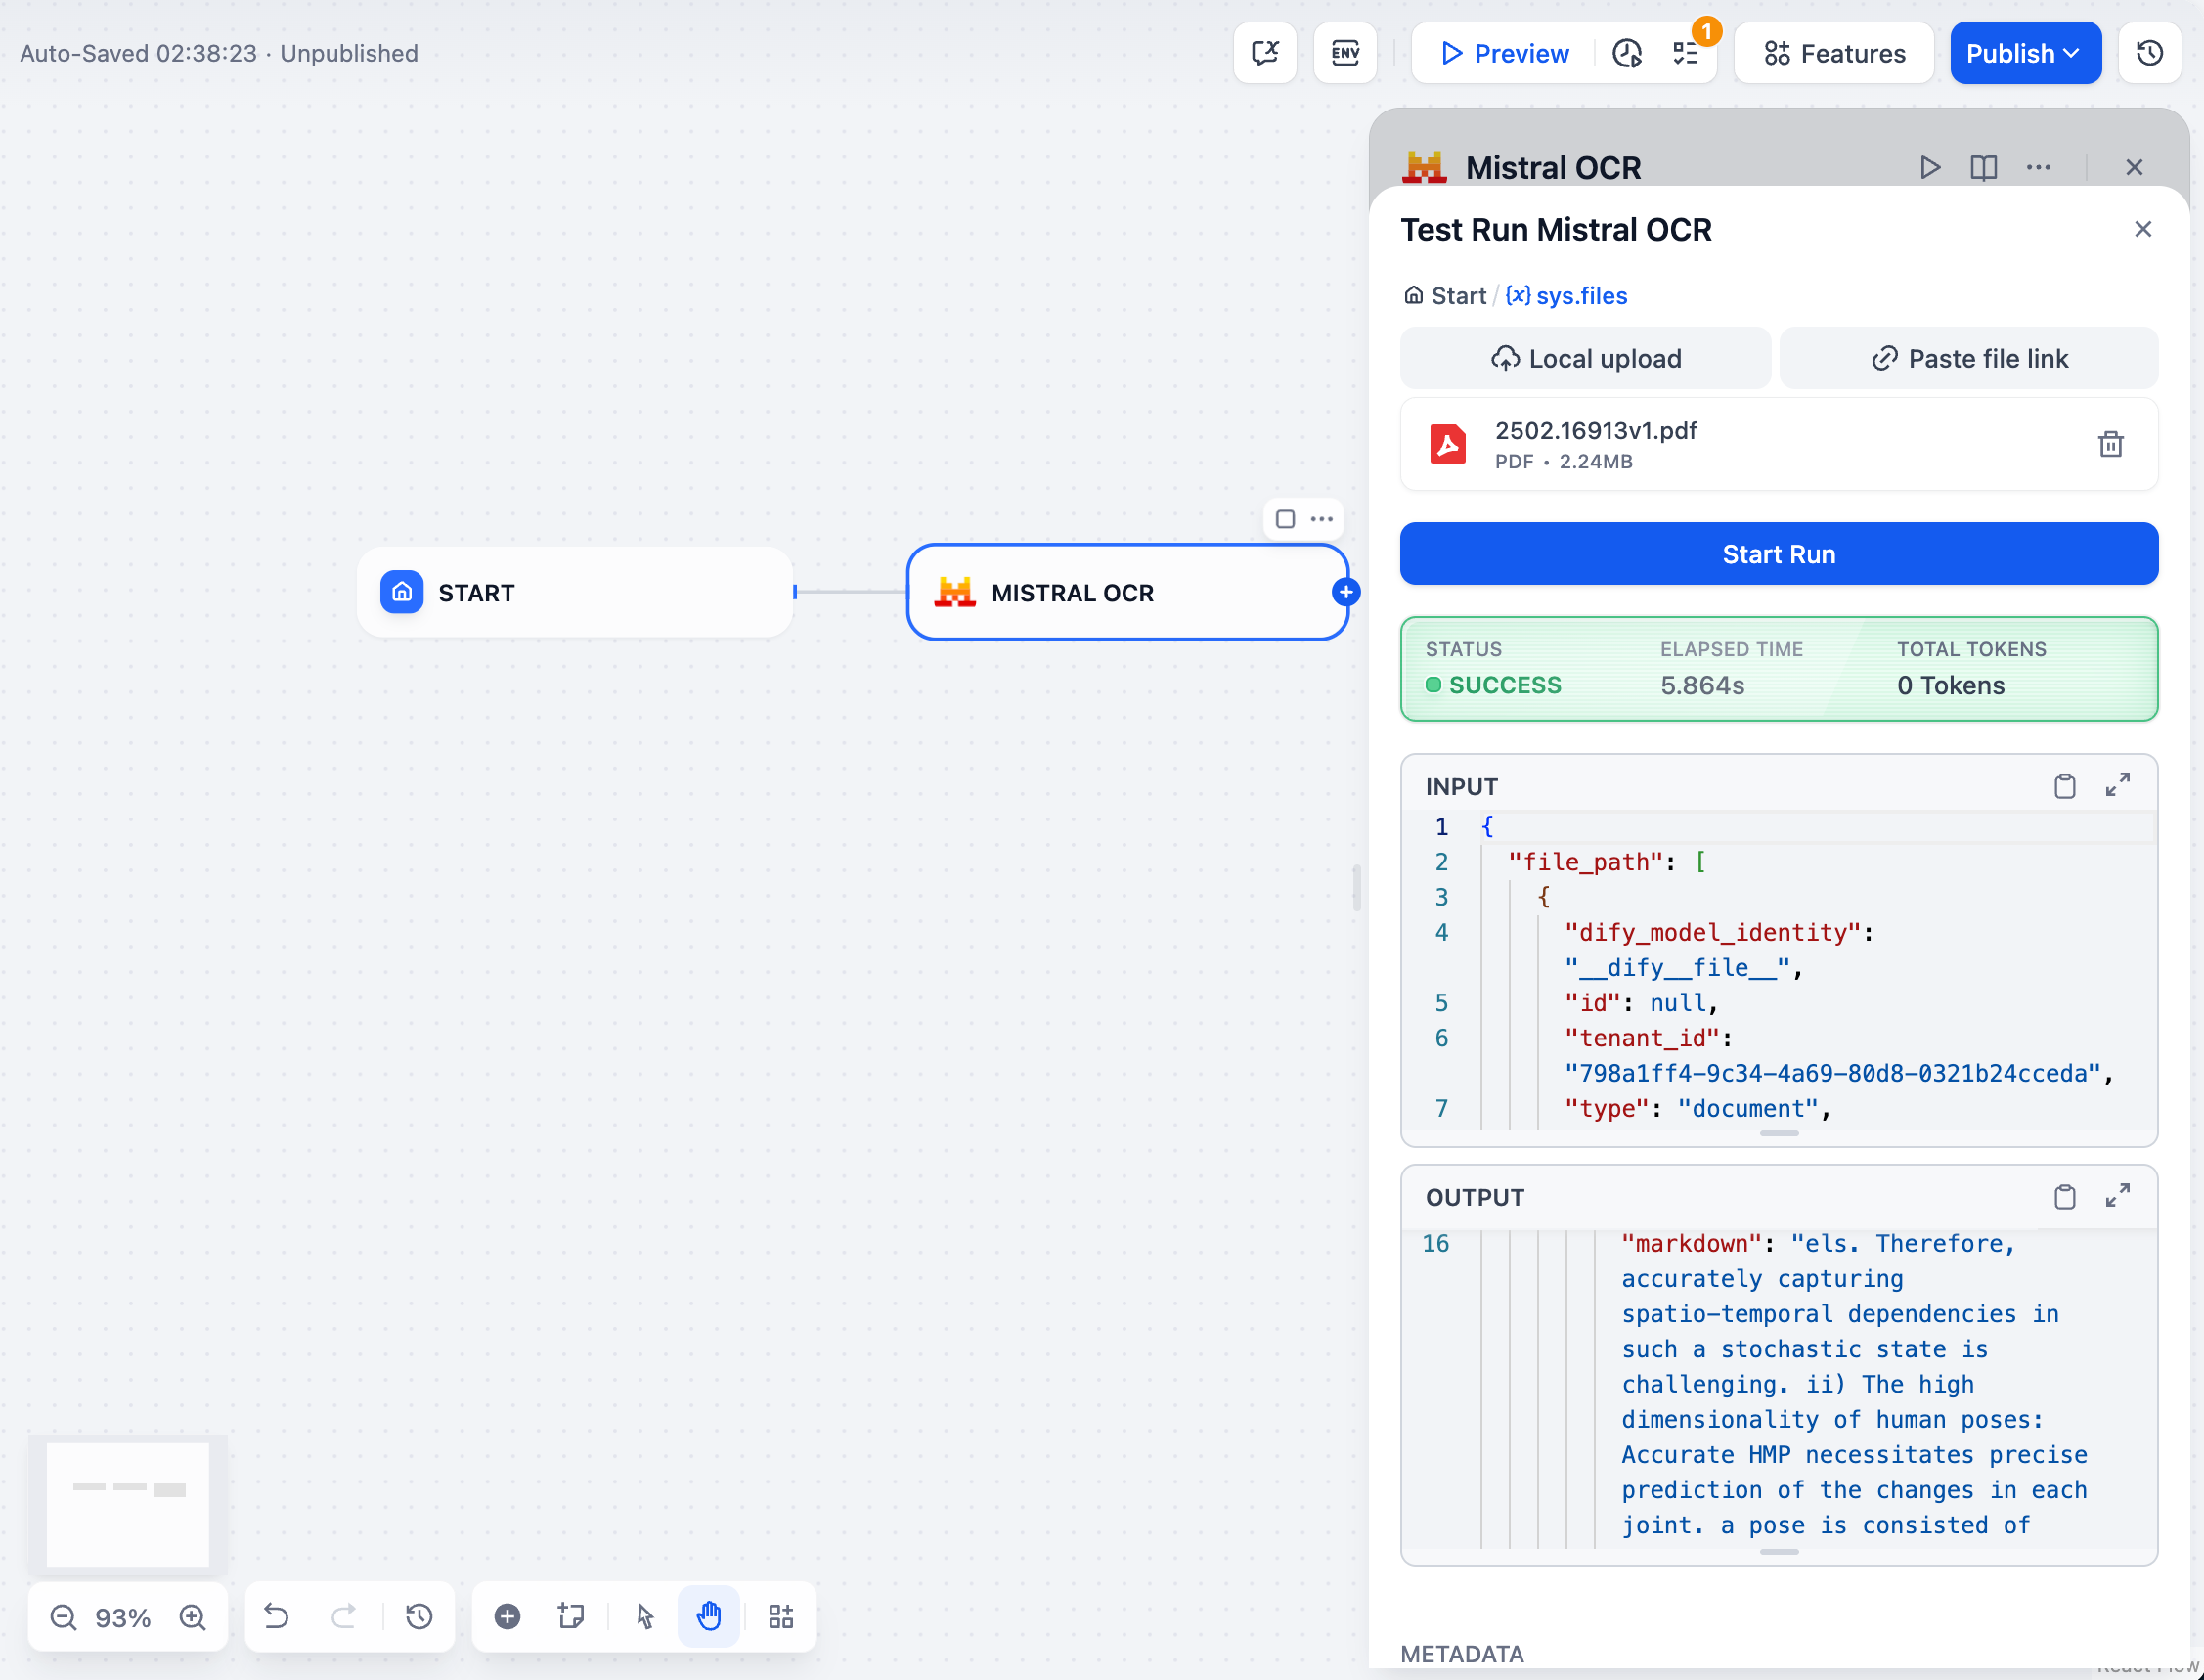 Auto-Saved 02:38:23 · Unpublished
ENV
Preview
1
Features
Publish
Mistral OCR
Test Run Mistral OCR
Start / {x} sys.files
Local upload
Paste file link
2502.16913v1.pdf
PDF • 2.24MB
START
MISTRAL OCR
Start Run
STATUS ELAPSED TIME TOTAL TOKENS
SUCCESS 5.864s 0 Tokens
INPUT
1 {
2 "file_path": [
3 {
4 "dify_model_identity":
"__dify__file__",
5 "id": null,
6 "tenant_id":
"798a1ff4-9c34-4a69-80d8-0321b24cceda",
7 "type": "document",
OUTPUT
16 "markdown": "els. Therefore,
accurately capturing
spatio-temporal dependencies in
such a stochastic state is
challenging. ii) The high
dimensionality of human poses:
Accurate HMP necessitates precise
prediction of the changes in each
joint. a pose is consisted of
93%
METADATA
React Flow